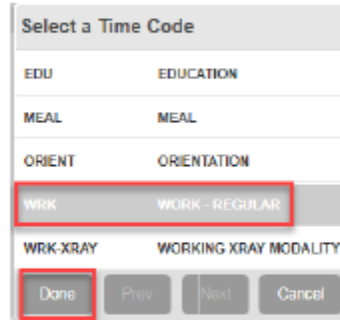 Select a Time Code
EDU EDUCATION
MEAL MEAL
ORIENT ORIENTATION
WRK WORK - REGULAR
WRK-XRAY WORKING XRAY MODALITY
Done Prev Next Cancel